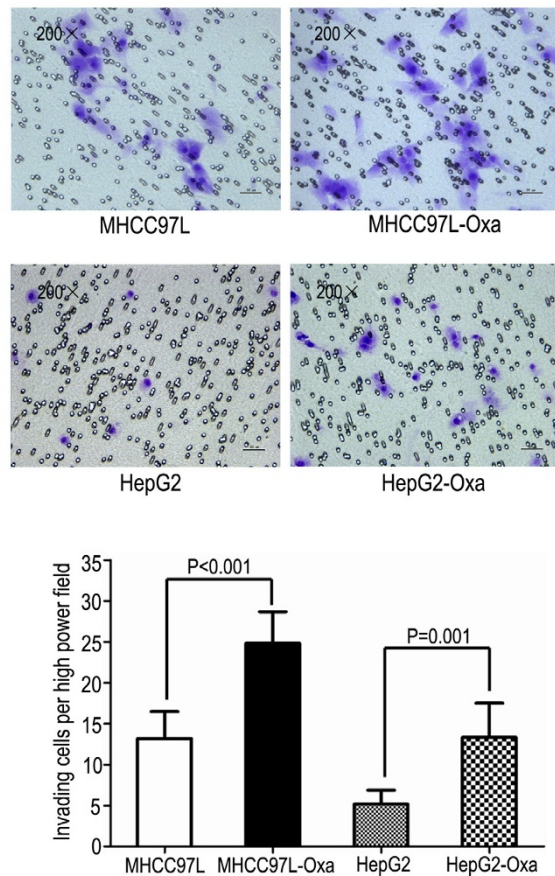 200 ×
200 ×
MHCC97L
MHCC97L-Oxa
200 ×
200 ×
HepG2
HepG2-Oxa
Invading cells per high power field
35
30
25
20
15
10
5
0
P<0.001
P=0.001
MHCC97L
MHCC97L-Oxa
HepG2
HepG2-Oxa